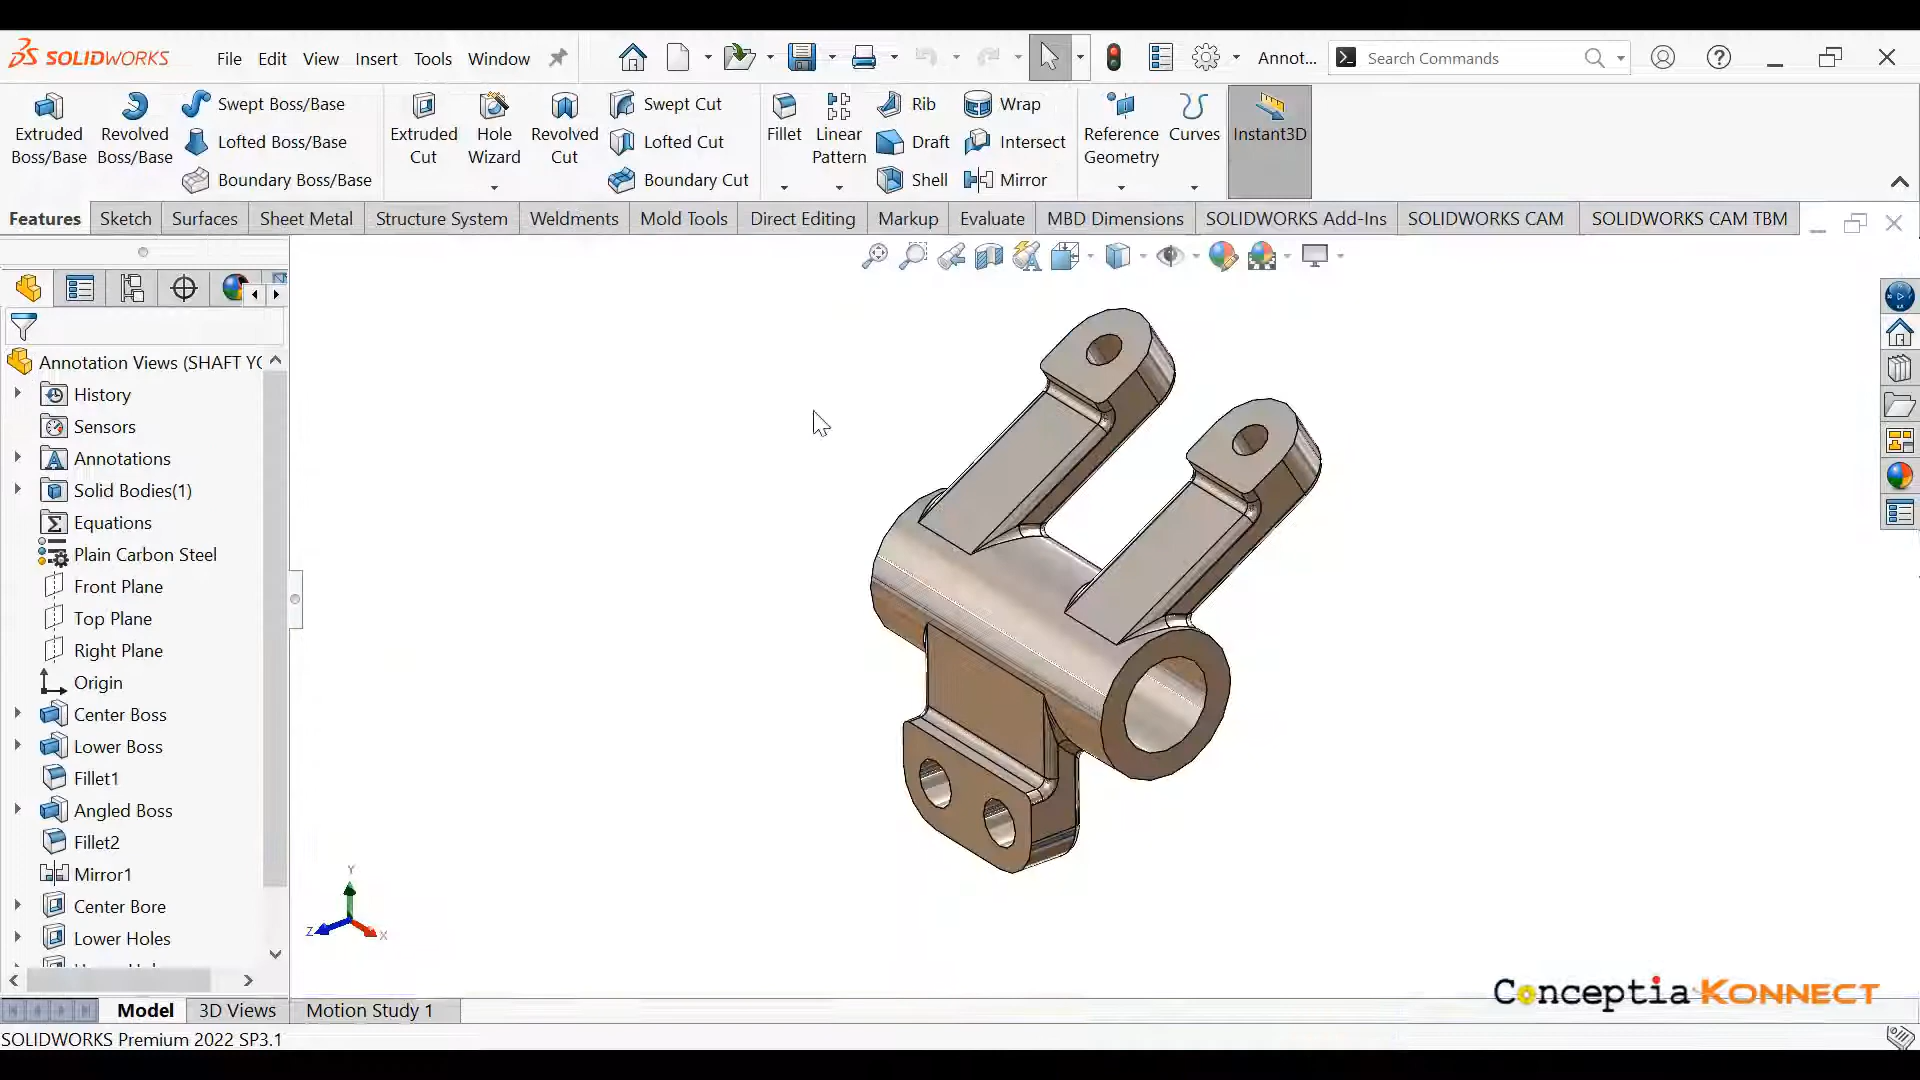 SOLIDWORKS File Edit View Insert Tools Window Annot... Search Commands
Extruded Boss/Base
Revolved Boss/Base
Swept Boss/Base
Lofted Boss/Base
Boundary Boss/Base
Extruded Cut
Hole Wizard
Revolved Cut
Swept Cut
Lofted Cut
Boundary Cut
Fillet
Linear Pattern
Rib
Draft
Shell
Wrap
Intersect
Mirror
Reference Geometry
Curves
Instant3D
Features Sketch Surfaces Sheet Metal Structure System Weldments Mold Tools Direct Editing Markup Evaluate MBD Dimensions SOLIDWORKS Add-Ins SOLIDWORKS CAM SOLIDWORKS CAM TBM
Annotation Views (SHAFT YO
History
Sensors
Annotations
Solid Bodies(1)
Equations
Plain Carbon Steel
Front Plane
Top Plane
Right Plane
Origin
Center Boss
Lower Boss
Fillet1
Angled Boss
Fillet2
Mirror1
Center Bore
Lower Holes
Y
Z
X
Conceptia KONNECT
Model 3D Views Motion Study 1
SOLIDWORKS Premium 2022 SP3.1